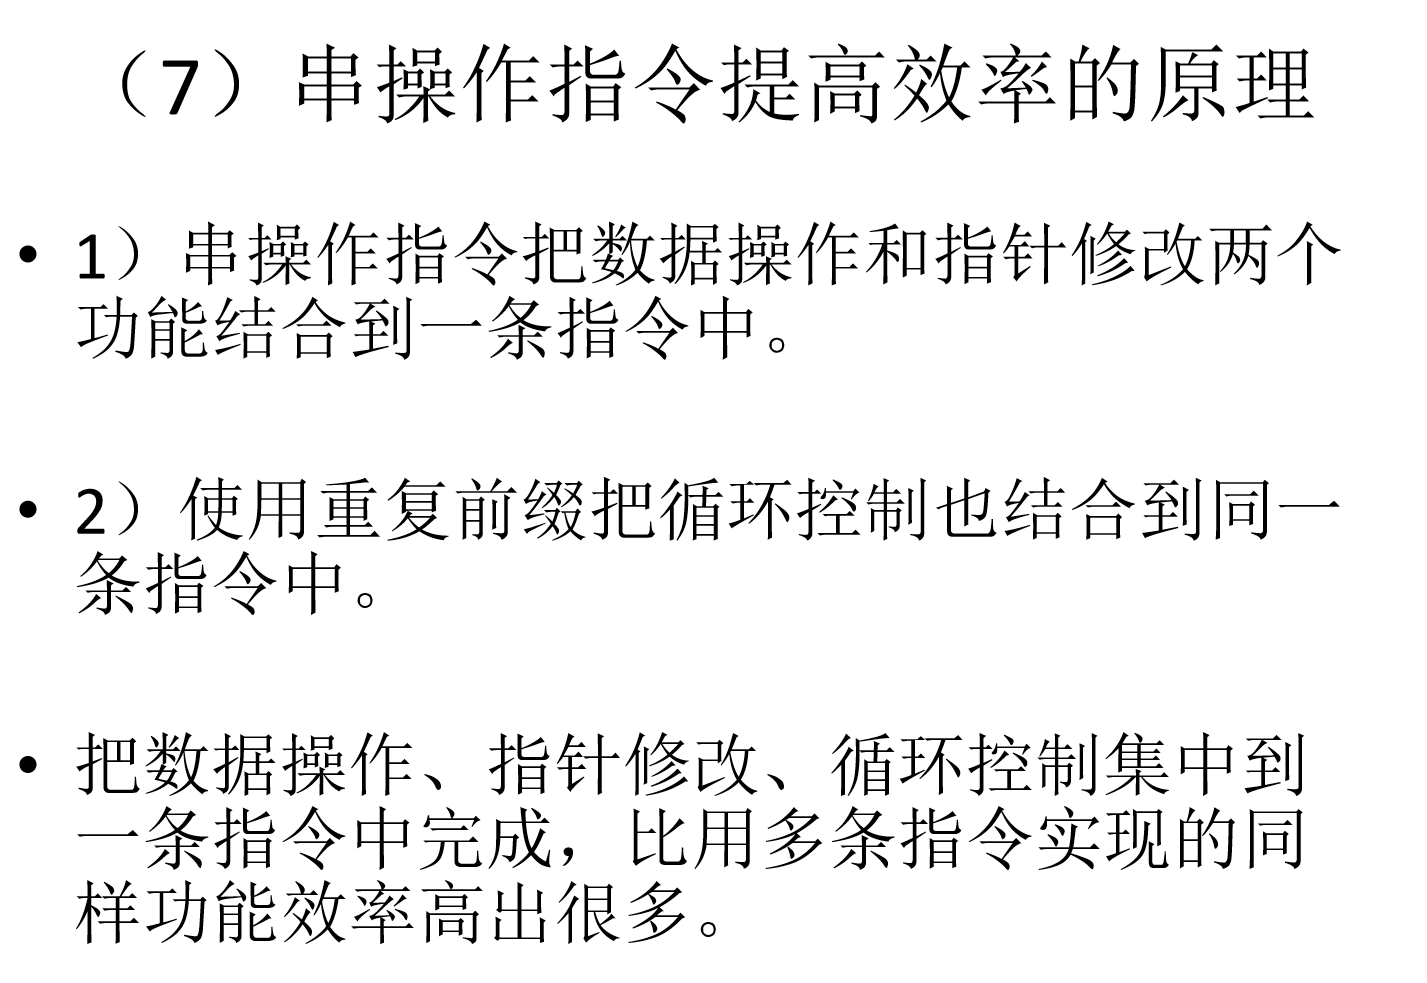 （7）串操作指令提高效率的原理
• 1）串操作指令把数据操作和指针修改两个
功能结合到一条指令中。
• 2）使用重复前缀把循环控制也结合到同一
条指令中。
• 把数据操作、指针修改、循环控制集中到
一条指令中完成，比用多条指令实现的同
样功能效率高出很多。